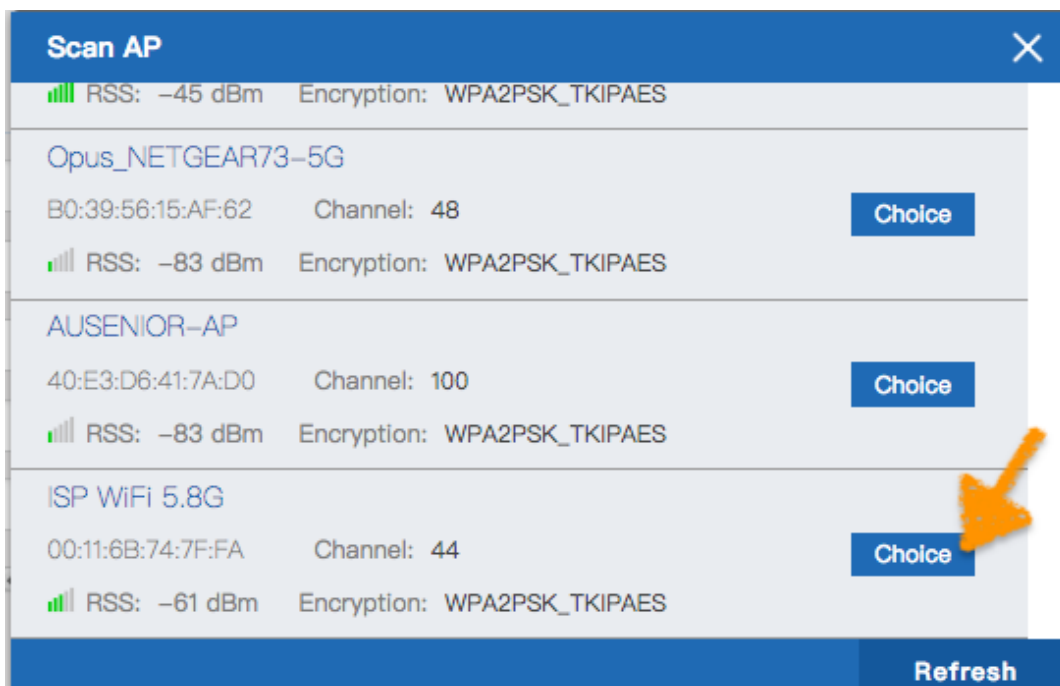 Scan AP
RSS: -45 dBm Encryption: WPA2PSK_TKIPAES
Opus_NETGEAR73-5G
B0:39:56:15:AF:62 Channel: 48
Choice
RSS: -83 dBm Encryption: WPA2PSK_TKIPAES
AUSENIOR-AP
40:E3:D6:41:7A:D0 Channel: 100
Choice
RSS: -83 dBm Encryption: WPA2PSK_TKIPAES
ISP WiFi 5.8G
00:11:6B:74:7F:FA Channel: 44
Choice
RSS: -61 dBm Encryption: WPA2PSK_TKIPAES
Refresh